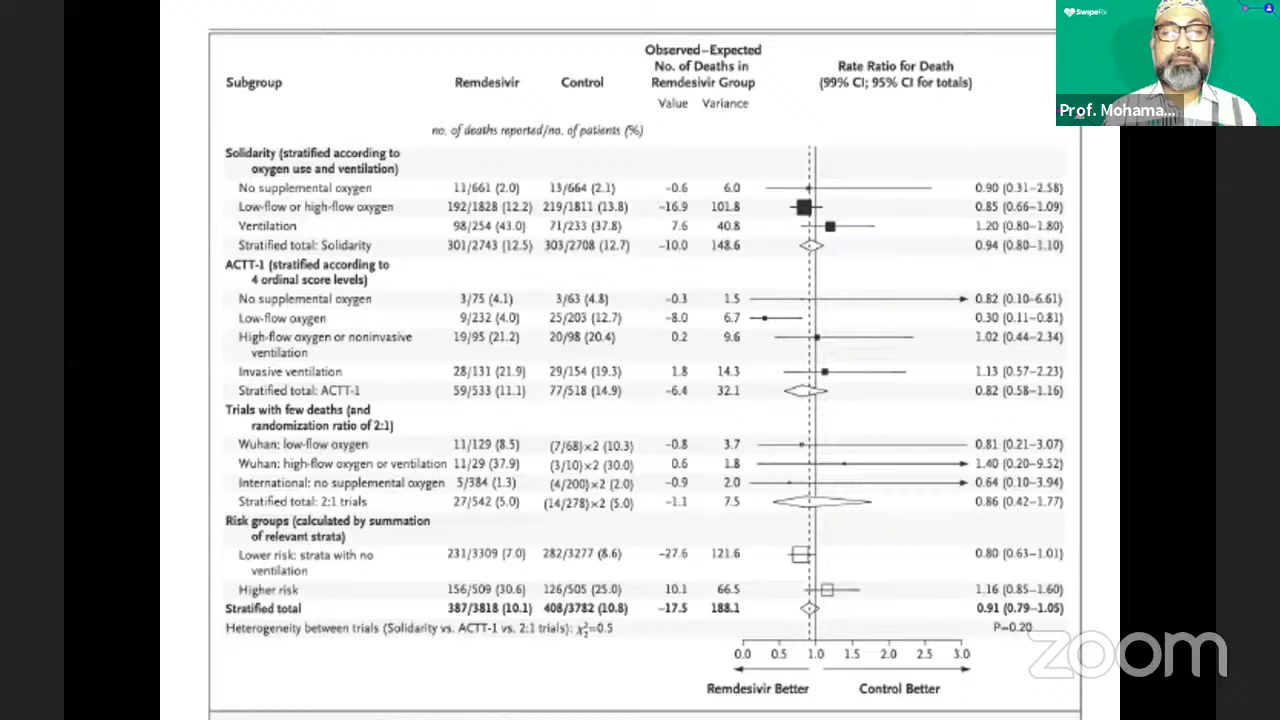 SwipeRx
Prof. Mohama...
Observed–Expected
No. of Deaths in
Remdesivir Group
Rate Ratio for Death
(99% CI; 95% CI for totals)
Subgroup Remdesivir Control
Value Variance
no. of deaths reported/no. of patients (%)
Solidarity (stratified according to
oxygen use and ventilation)
No supplemental oxygen 11/661 (2.0) 13/664 (2.1) −0.6 6.0 0.90 (0.31–2.58)
Low-flow or high-flow oxygen 192/1828 (12.2) 219/1811 (13.8) −16.9 101.8 0.85 (0.66–1.09)
Ventilation 98/254 (43.0) 71/233 (37.8) 7.6 40.8 1.20 (0.80–1.80)
Stratified total: Solidarity 301/2743 (12.5) 303/2708 (12.7) −10.0 148.6 0.94 (0.80–1.10)
ACTT-1 (stratified according to
4 ordinal score levels)
No supplemental oxygen 3/75 (4.1) 3/63 (4.8) −0.3 1.5 0.82 (0.10–6.61)
Low-flow oxygen 9/232 (4.0) 25/203 (12.7) −8.0 6.7 0.30 (0.11–0.81)
High-flow oxygen or noninvasive 19/95 (21.2) 20/98 (20.4) 0.2 9.6 1.02 (0.44–2.34)
ventilation
Invasive ventilation 28/131 (21.9) 29/154 (19.3) 1.8 14.3 1.13 (0.57–2.23)
Stratified total: ACTT-1 59/533 (11.1) 77/518 (14.9) −6.4 32.1 0.82 (0.58–1.16)
Trials with few deaths (and
randomization ratio of 2:1)
Wuhan: low-flow oxygen 11/129 (8.5) (7/68)×2 (10.3) −0.8 3.7 0.81 (0.21–3.07)
Wuhan: high-flow oxygen or ventilation 11/29 (37.9) (3/10)×2 (30.0) 0.6 1.8 1.40 (0.20–9.52)
International: no supplemental oxygen 5/384 (1.3) (4/200)×2 (2.0) −0.9 2.0 0.64 (0.10–3.94)
Stratified total: 2:1 trials 27/542 (5.0) (14/278)×2 (5.0) −1.1 7.5 0.86 (0.42–1.77)
Risk groups (calculated by summation
of relevant strata)
Lower risk: strata with no 231/3309 (7.0) 282/3277 (8.6) −27.6 121.6 0.80 (0.63–1.01)
ventilation
Higher risk 156/509 (30.6) 126/505 (25.0) 10.1 66.5 1.16 (0.85–1.60)
Stratified total 387/3818 (10.1) 408/3782 (10.8) −17.5 188.1 0.91 (0.79–1.05)
Heterogeneity between trials (Solidarity vs. ACTT-1 vs. 2:1 trials): χ²₂=0.5 P=0.20
0.0 0.5 1.0 1.5 2.0 2.5 3.0
Remdesivir Better Control Better
zoom